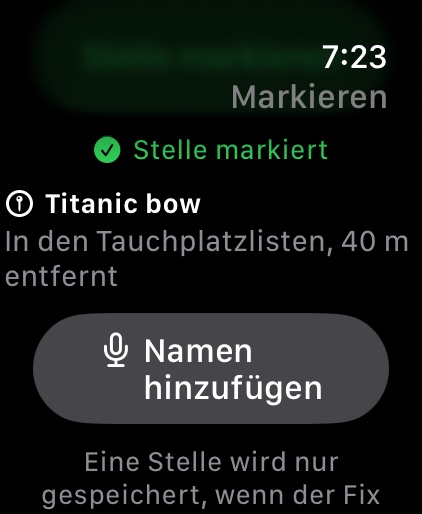 7:23
Markieren
Stelle markiert
Titanic bow
In den Tauchplatzlisten, 40 m
entfernt
Namen
hinzufügen
Eine Stelle wird nur
gespeichert, wenn der Fix